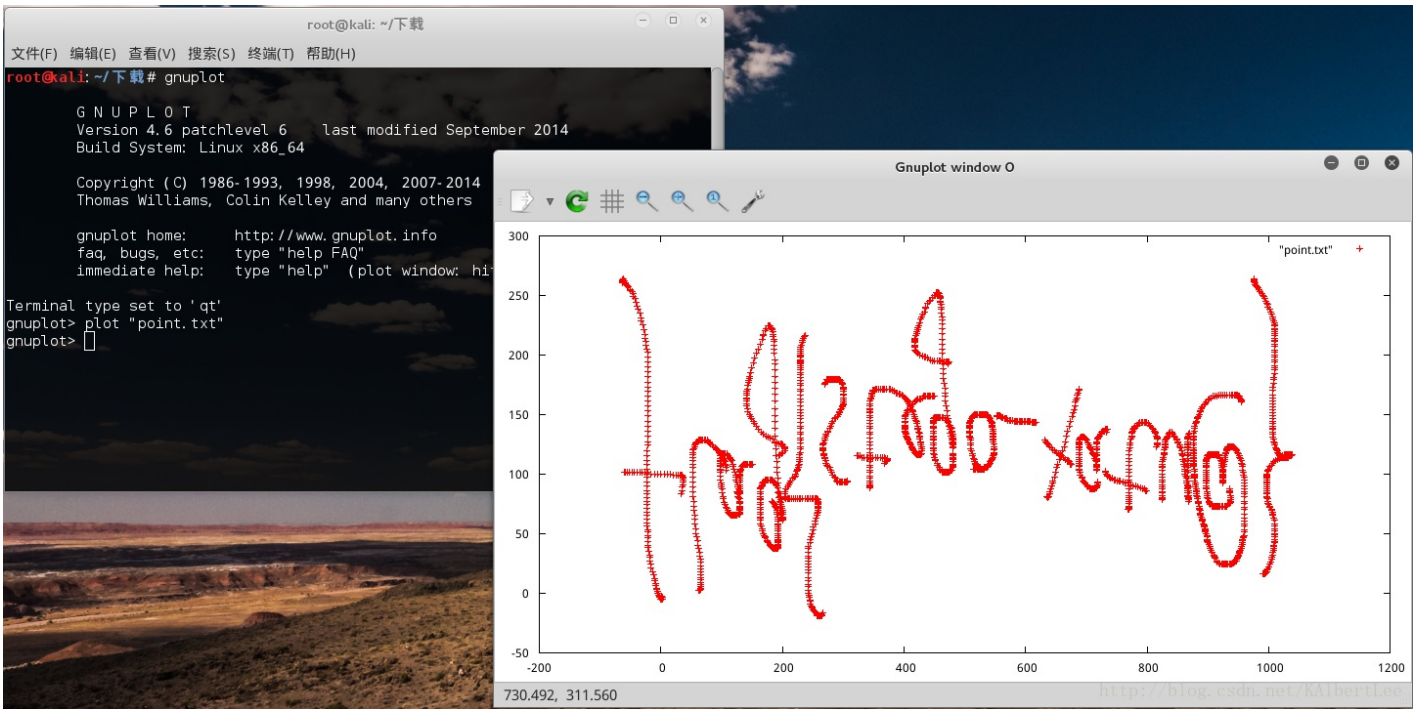 root@kali: ~/下载
文件(F) 编辑(E) 查看(V) 搜索(S) 终端(T) 帮助(H)
root@kali:~/下载# gnuplot
G N U P L O T
Version 4.6 patchlevel 6    last modified September 2014
Build System: Linux x86_64
Copyright (C) 1986-1993, 1998, 2004, 2007-2014
Thomas Williams, Colin Kelley and many others
gnuplot home:     http://www.gnuplot.info
faq, bugs, etc:   type "help FAQ"
immediate help:   type "help"  (plot window: hi
Terminal type set to 'qt'
gnuplot> plot "point.txt"
gnuplot>
Gnuplot window 0
"point.txt"
300
250
200
150
100
50
0
-50
-200 0 200 400 600 800 1000 1200
730.492, 311.560
http://blog.csdn.net/KAlbertLee